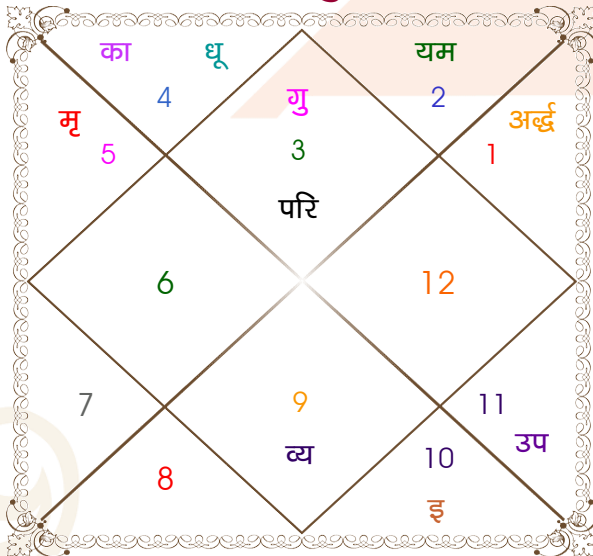 का धू यम
4 गु 2
मृ अर्द्ध
5 3 1
परि
6 12
7 9 11
व्य उप
8 10
इ